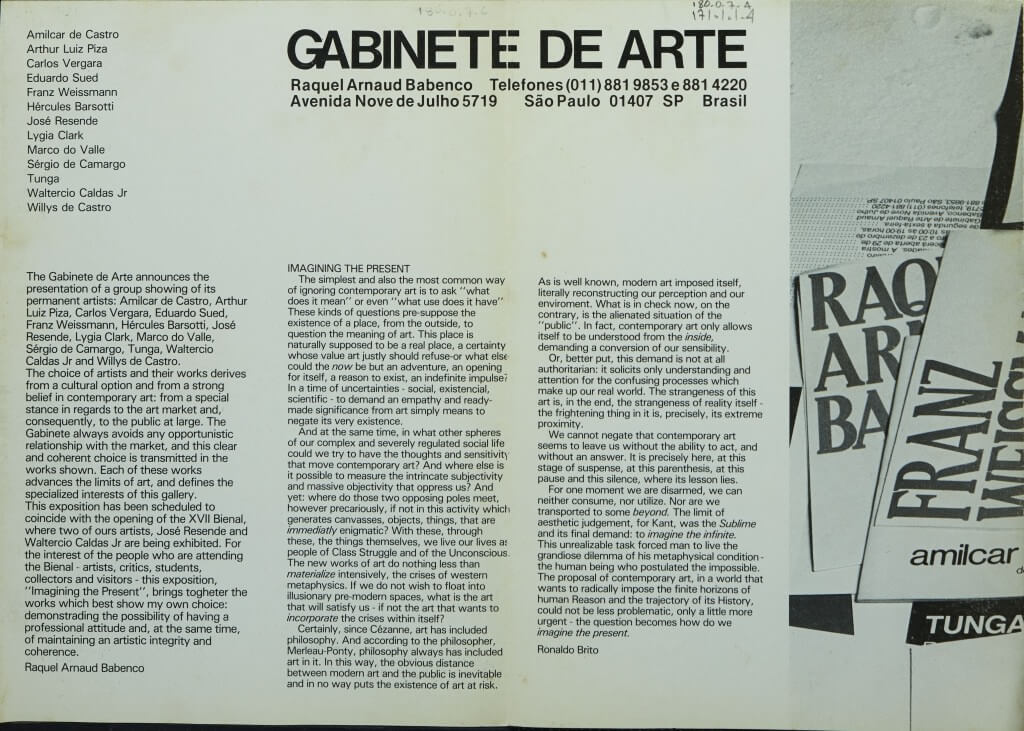 180.0.7.4
171.1.1-4
Amilcar de Castro
Arthur Luiz Piza
Carlos Vergara
Eduardo Sued
Franz Weissmann
Hércules Barsotti
José Resende
Lygia Clark
Marco do Valle
Sérgio de Camargo
Tunga
Waltercio Caldas Jr
Willys de Castro
GABINETE DE ARTE
Raquel Arnaud Babenco Telefones (011) 881 9853 e 881 4220
Avenida Nove de Julho 5719 São Paulo 01407 SP Brasil
The Gabinete de Arte announces the
presentation of a group showing of its
permanent artists: Amilcar de Castro, Arthur
Luiz Piza, Carlos Vergara, Eduardo Sued,
Franz Weissmann, Hércules Barsotti, José
Resende, Lygia Clark, Marco do Valle,
Sérgio de Camargo, Tunga, Waltercio
Caldas Jr and Willys de Castro.
The choice of artists and their works derives
from a cultural option and from a strong
belief in contemporary art: from a special
stance in regards to the art market and,
consequently, to the public at large. The
Gabinete always avoids any opportunistic
relationship with the market, and this clear
and coherent choice is transmitted in the
works shown. Each of these works
advances the limits of art, and defines the
specialized interests of this gallery.
This exposition has been scheduled to
coincide with the opening of the XVII Bienal,
where two of ours artists, José Resende and
Waltercio Caldas Jr are being exhibited. For
the interest of the people who are attending
the Bienal - artists, critics, students,
collectors and visitors - this exposition,
"Imagining the Present", brings togheter the
works which best show my own choice:
demonstrading the possibility of having a
professional attitude and, at the same time,
of maintaining an artistic integrity and
coherence.
Raquel Arnaud Babenco
IMAGINING THE PRESENT
The simplest and also the most common way
of ignoring contemporary art is to ask "what
does it mean" or even "what use does it have"
These kinds of questions pre-suppose the
existence of a place, from the outside, to
question the meaning of art. This place is
naturally supposed to be a real place, a certainty
whose value art justly should refuse-or what else
could the now be but an adventure, an opening
for itself, a reason to exist, an indefinite impulse?
In a time of uncertainties - social, existencial,
scientific - to demand an empathy and ready-
made significance from art simply means to
negate its very existence.
And at the same time, in what other spheres
of our complex and severely regulated social life
could we try to have the thoughts and sensitivity
that move contemporary art? And where else is
it possible to measure the intricate subjectivity
and massive objectivity that oppress us? And
yet: where do those two opposing poles meet,
however precariously, if not in this activity which
generates canvasses, objects, things, that are
immediatly enigmatic? With these, through
these, the things themselves, we live our lives as
people of Class Struggle and of the Unconscious.
The new works of art do nothing less than
materialize intensively, the crises of western
metaphysics. If we do not wish to float into
illusionary pre-modern spaces, what is the art
that will satisfy us - if not the art that wants to
incorporate the crises within itself?
Certainly, since Cézanne, art has included
philosophy. And according to the philosopher,
Merleau-Ponty, philosophy always has included
art in it. In this way, the obvious distance
between modern art and the public is inevitable
and in no way puts the existence of art at risk.
As is well known, modern art imposed itself,
literally reconstructing our perception and our
enviroment. What is in check now, on the
contrary, is the alienated situation of the
"public". In fact, contemporary art only allows
itself to be understood from the inside,
demanding a conversion of our sensibility.
Or, better put, this demand is not at all
authoritarian: it solicits only understanding and
attention for the confusing processes which
make up our real world. The strangeness of this
art is, in the end, the strangeness of reality itself -
the frightening thing in it is, precisely, its extreme
proximity.
We cannot negate that contemporary art
seems to leave us without the ability to act, and
without an answer. It is precisely here, at this
stage of suspense, at this parenthesis, at this
pause and this silence, where its lesson lies.
For one moment we are disarmed, we can
neither consume, nor utilize. Nor are we
transported to some beyond. The limit of
aesthetic judgement, for Kant, was the Sublime
and its final demand: to imagine the infinite.
This unrealizable task forced man to live the
grandiose dilemma of his metaphysical condition-
the human being who postulated the impossible.
The proposal of contemporary art, in a world that
wants to radically impose the finite horizons of
human Reason and the trajectory of its History,
could not be less problematic, only a little more
urgent - the question becomes how do we
imagine the present.
Ronaldo Brito
RAQ
AR
BA
FRANZ
amilcar
TUNGA